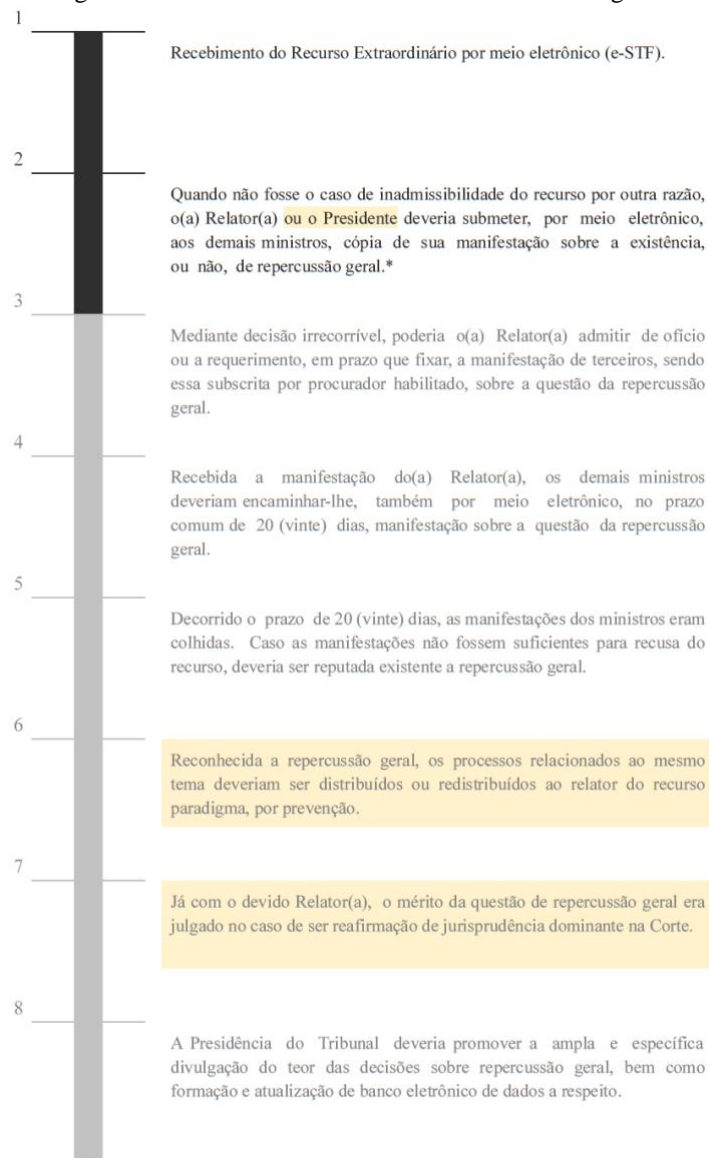 1
Recebimento do Recurso Extraordinário por meio eletrônico (e-STF).
2
Quando não fosse o caso de inadmissibilidade do recurso por outra razão,
o(a) Relator(a) ou o Presidente deveria submeter, por meio eletrônico,
aos demais ministros, cópia de sua manifestação sobre a existência,
ou não, de repercussão geral.*
3
Mediante decisão irrecorrível, poderia o(a) Relator(a) admitir de ofício
ou a requerimento, em prazo que fixar, a manifestação de terceiros, sendo
essa subscrita por procurador habilitado, sobre a questão da repercussão
geral.
4
Recebida a manifestação do(a) Relator(a), os demais ministros
deveriam encaminhar-lhe, também por meio eletrônico, no prazo
comum de 20 (vinte) dias, manifestação sobre a questão da repercussão
geral.
5
Decorrido o prazo de 20 (vinte) dias, as manifestações dos ministros eram
colhidas. Caso as manifestações não fossem suficientes para recusa do
recurso, deveria ser reputada existente a repercussão geral.
6
Reconhecida a repercussão geral, os processos relacionados ao mesmo
tema deveriam ser distribuídos ou redistribuídos ao relator do recurso
paradigma, por prevenção.
7
Já com o devido Relator(a), o mérito da questão de repercussão geral era
julgado no caso de ser reafirmação de jurisprudência dominante na Corte.
8
A Presidência do Tribunal deveria promover a ampla e específica
divulgação do teor das decisões sobre repercussão geral, bem como
formação e atualização de banco eletrônico de dados a respeito.